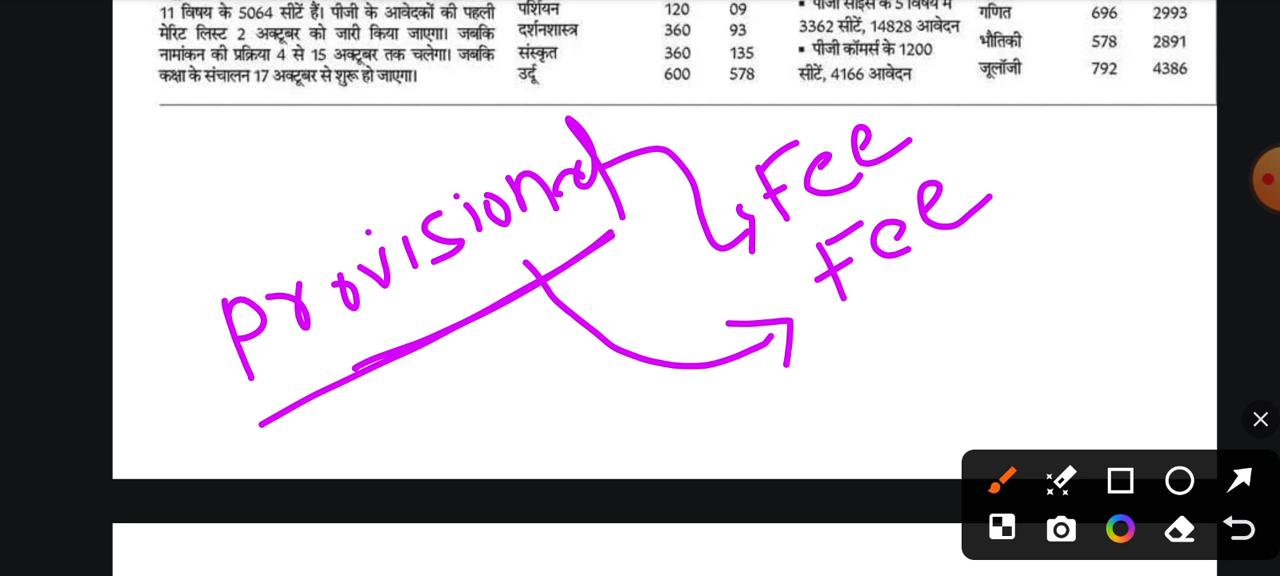 11 विषय के 5064 सीटें हैं। पीजी के आवेदकों की पहली
मेरिट लिस्ट 2 अक्टूबर को जारी किया जाएगा। जबकि
नामांकन की प्रक्रिया 4 से 15 अक्टूबर तक चलेगा। जबकि
कक्षा के संचालन 17 अक्टूबर से शुरू हो जाएगा।
पर्शियन 120 09
दर्शनशास्त्र 360 93
संस्कृत 360 135
उर्दू 600 578
▪ पीजी साइंस के 5 विषय में
3362 सीटें, 14828 आवेदन
▪ पीजी कॉमर्स के 1200
सीटें, 4166 आवेदन
गणित 696 2993
भौतिकी 578 2891
जूलॉजी 792 4386
provisional
Fee
Fee